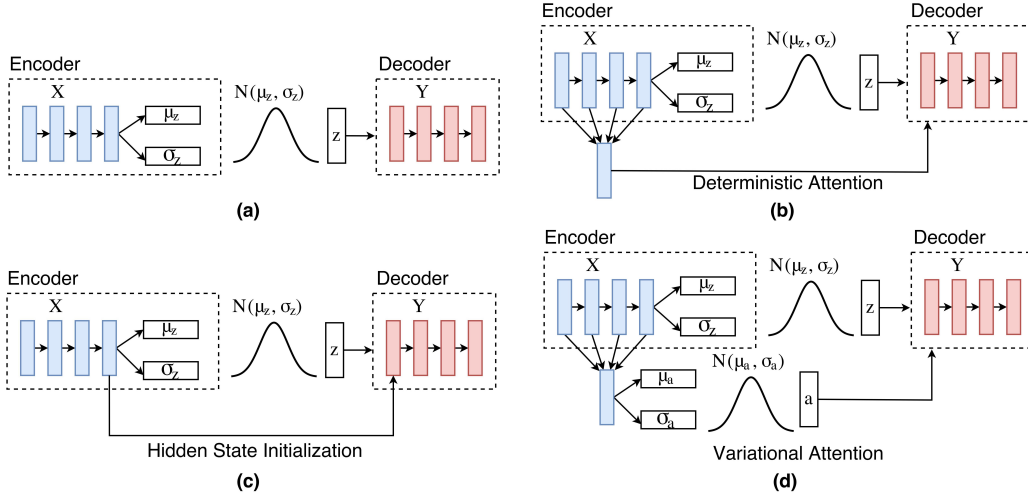 Encoder
X
μz
σz
N(μz, σz)
z
Decoder
Y
(a)
Encoder
X
μz
σz
N(μz, σz)
z
Decoder
Y
Deterministic Attention
(b)
Encoder
X
μz
σz
N(μz, σz)
z
Decoder
Y
Hidden State Initialization
(c)
Encoder
X
μz
σz
N(μz, σz)
z
Decoder
Y
μa
σa
N(μa, σa)
a
Variational Attention
(d)